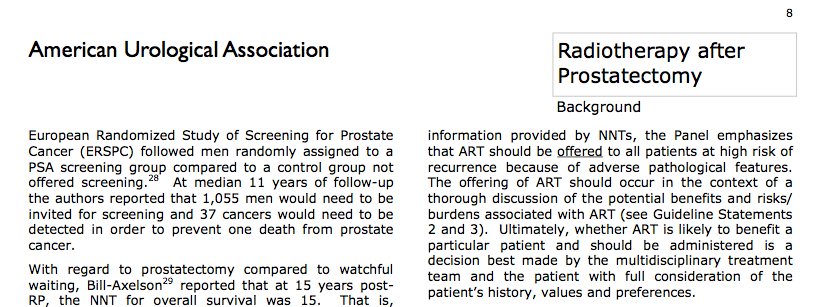 8
American Urological Association
Radiotherapy after
Prostatectomy
Background
European Randomized Study of Screening for Prostate
Cancer (ERSPC) followed men randomly assigned to a
PSA screening group compared to a control group not
offered screening.28 At median 11 years of follow-up
the authors reported that 1,055 men would need to be
invited for screening and 37 cancers would need to be
detected in order to prevent one death from prostate
cancer.
With regard to prostatectomy compared to watchful
waiting, Bill-Axelson29 reported that at 15 years post-
RP, the NNT for overall survival was 15. That is,
information provided by NNTs, the Panel emphasizes
that ART should be offered to all patients at high risk of
recurrence because of adverse pathological features.
The offering of ART should occur in the context of a
thorough discussion of the potential benefits and risks/
burdens associated with ART (see Guideline Statements
2 and 3). Ultimately, whether ART is likely to benefit a
particular patient and should be administered is a
decision best made by the multidisciplinary treatment
team and the patient with full consideration of the
patient’s history, values and preferences.